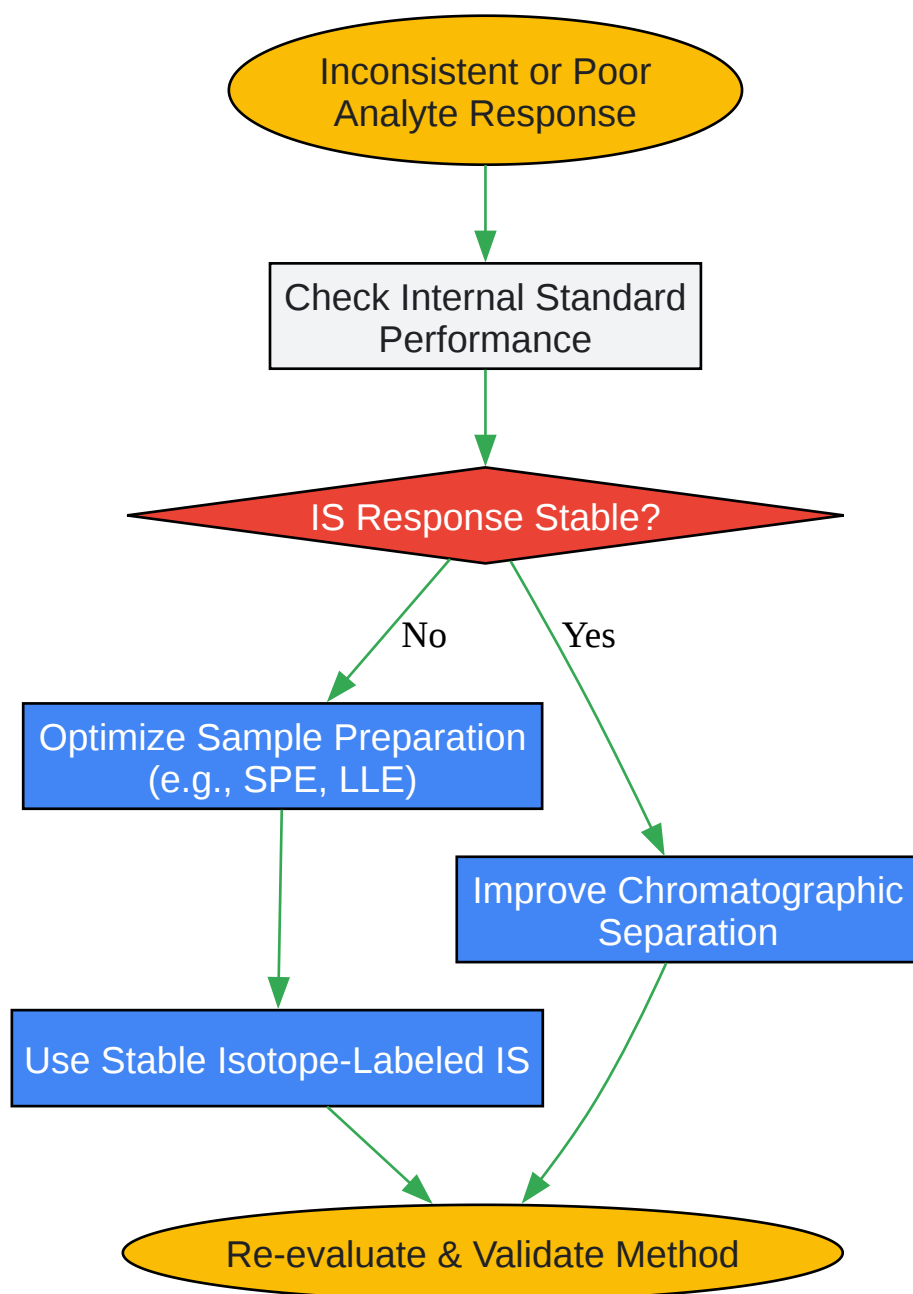 Inconsistent or Poor
Analyte Response
Check Internal Standard
Performance
IS Response Stable?
No
Yes
Optimize Sample Preparation
(e.g., SPE, LLE)
Improve Chromatographic
Separation
Use Stable Isotope-Labeled IS
Re-evaluate & Validate Method